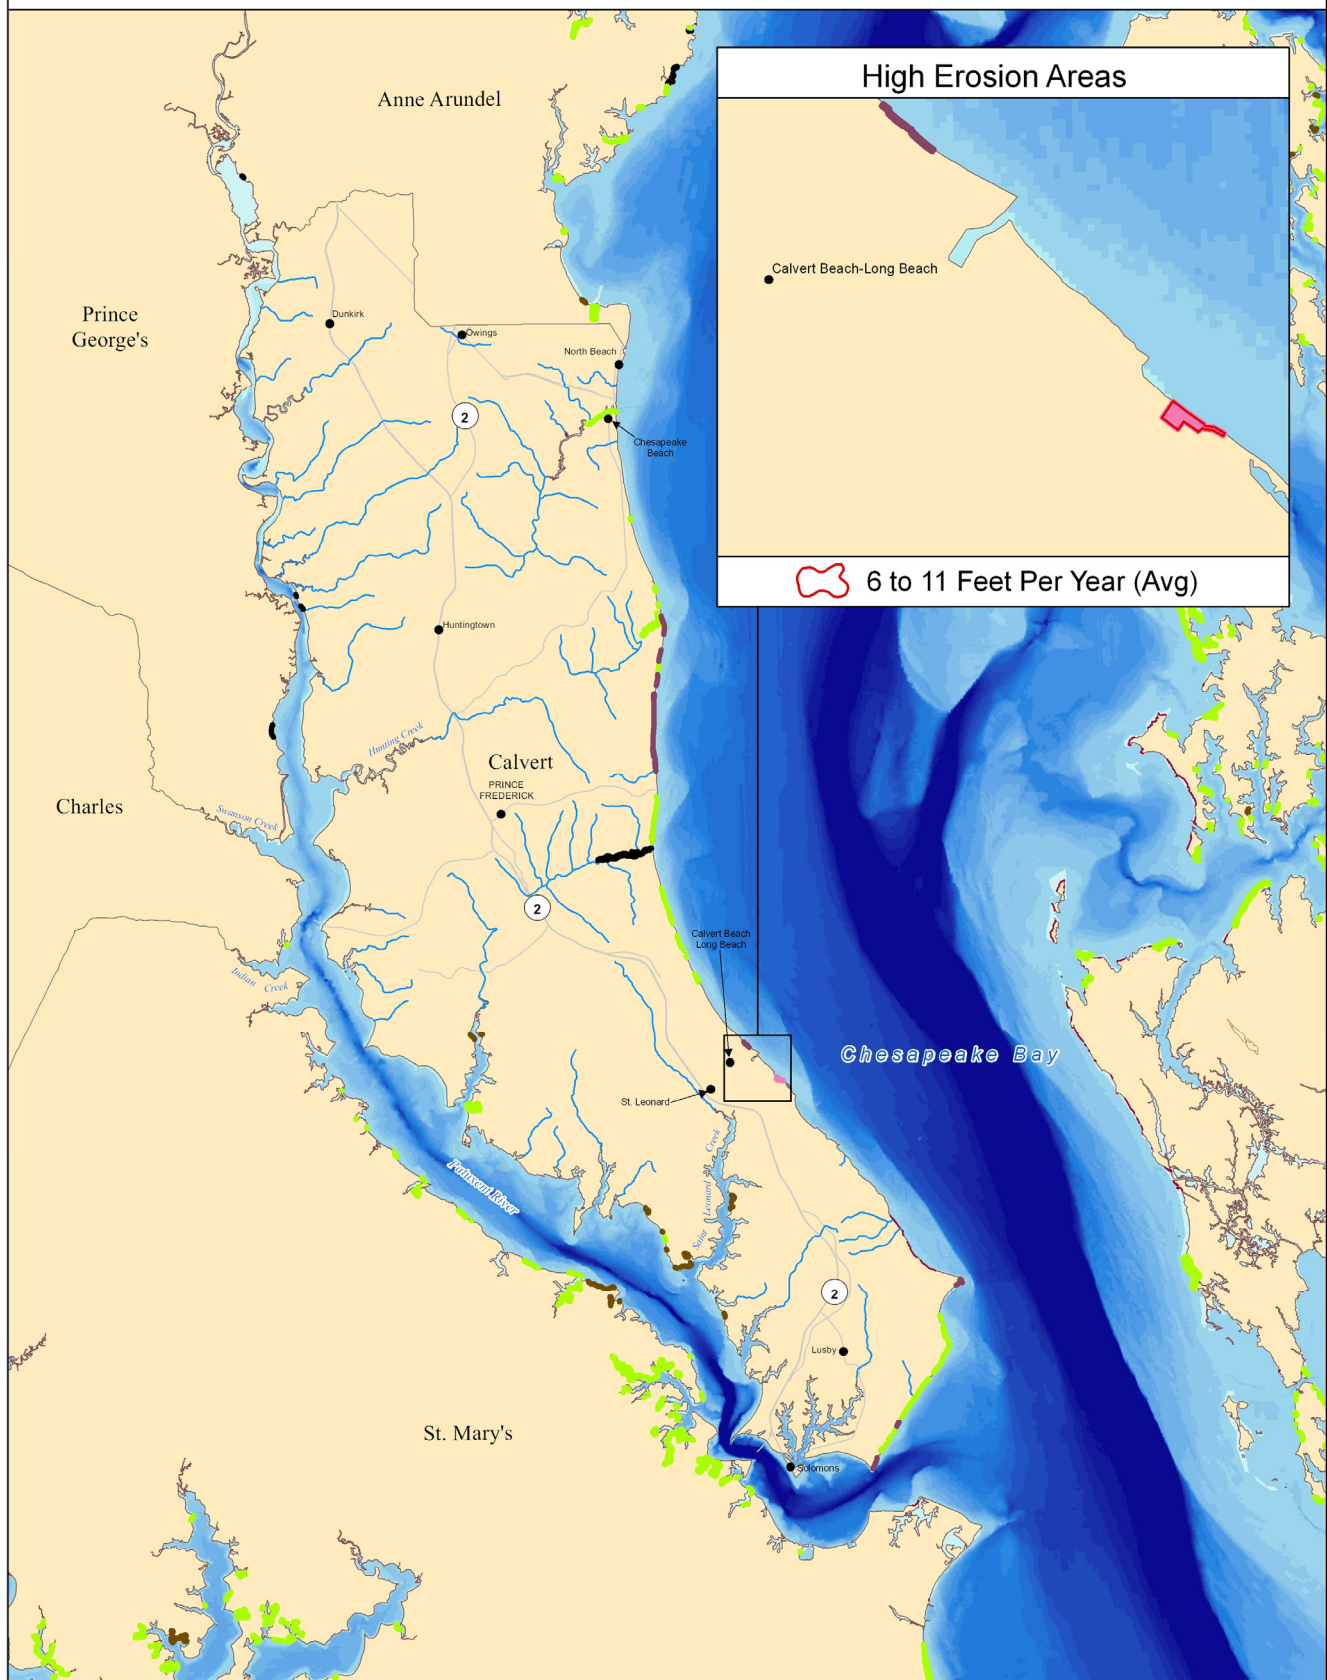 High Erosion Areas
Calvert Beach-Long Beach
6 to 11 Feet Per Year (Avg)
Anne Arundel
Prince
George's
Dunkirk
Owings
North Beach
2
Chesapeake
Beach
Huntingtown
Hunting Creek
Calvert
PRINCE
FREDERICK
Charles
Swanson Creek
2
Calvert Beach
Long Beach
Indian Creek
Chesapeake Bay
St. Leonard
Saint Leonard Creek
Patuxent River
2
Lusby
St. Mary's
Solomons